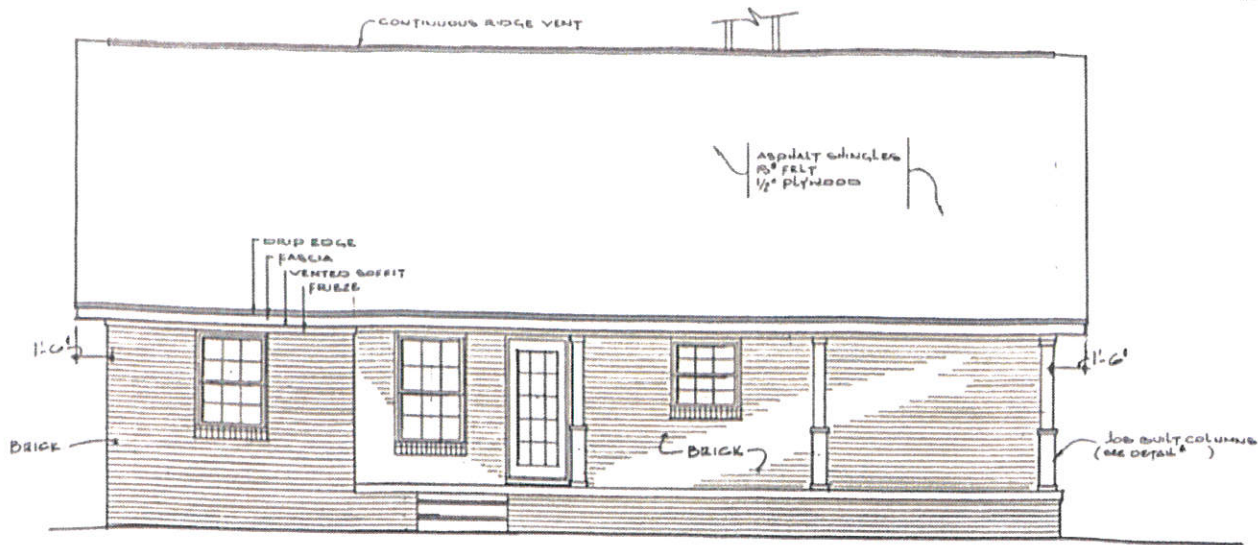 CONTINUOUS RIDGE VENT
ASPHALT SHINGLES
15# FELT
1/2" PLYWOOD
DRIP EDGE
FASCIA
VENTED SOFFIT
FRIEZE
1'-6"
1'-6"
BRICK
BRICK
JOB BUILT COLUMNS
(SEE DETAIL # )